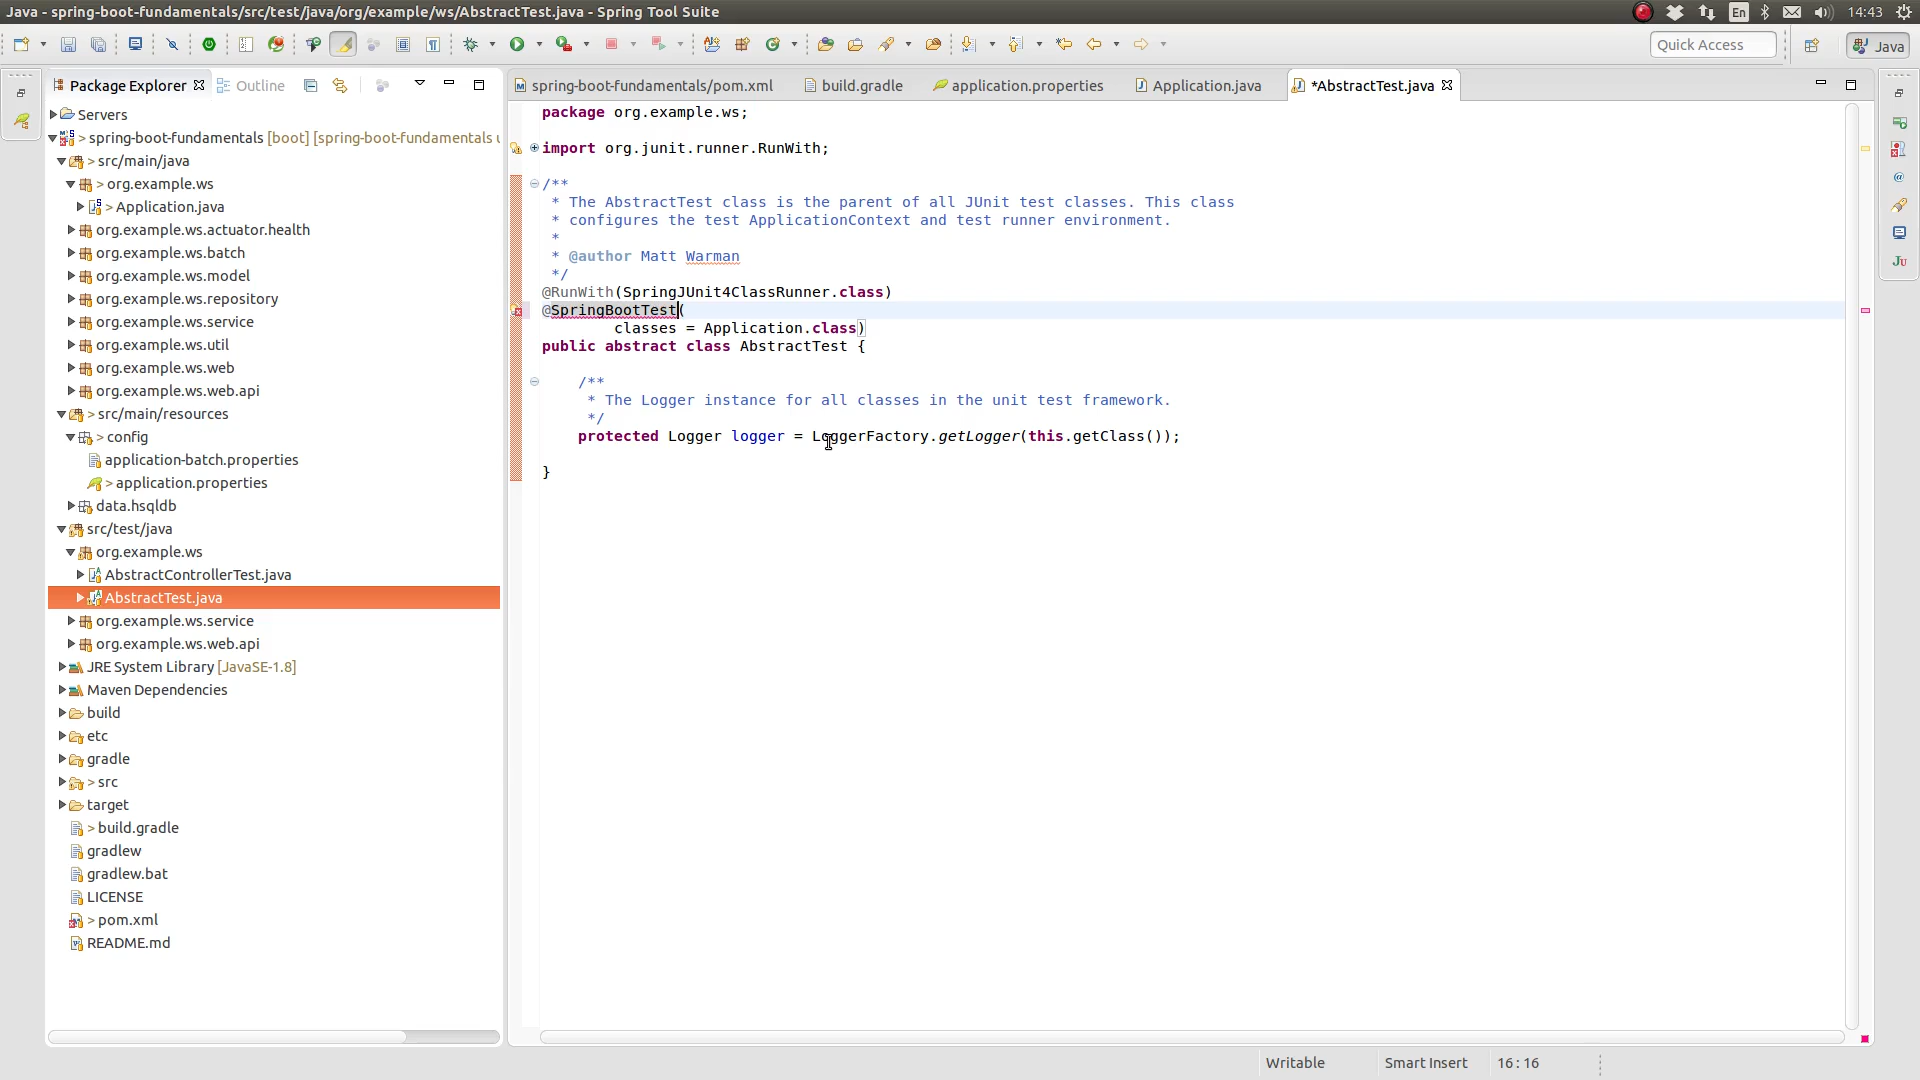 Java - spring-boot-fundamentals/src/test/java/org/example/ws/AbstractTest.java - Spring Tool Suite
En
14:43
Quick Access
Java
Package Explorer
Outline
spring-boot-fundamentals/pom.xml
build.gradle
application.properties
Application.java
*AbstractTest.java
Servers
> spring-boot-fundamentals [boot] [spring-boot-fundamentals
> src/main/java
> org.example.ws
> Application.java
org.example.ws.actuator.health
org.example.ws.batch
org.example.ws.model
org.example.ws.repository
org.example.ws.service
org.example.ws.util
org.example.ws.web
org.example.ws.web.api
> src/main/resources
> config
application-batch.properties
> application.properties
data.hsqldb
src/test/java
org.example.ws
AbstractControllerTest.java
AbstractTest.java
org.example.ws.service
org.example.ws.web.api
JRE System Library [JavaSE-1.8]
Maven Dependencies
build
etc
gradle
> src
target
> build.gradle
gradlew
gradlew.bat
LICENSE
> pom.xml
README.md
package org.example.ws;
import org.junit.runner.RunWith;
/**
* The AbstractTest class is the parent of all JUnit test classes. This class
* configures the test ApplicationContext and test runner environment.
*
* @author Matt Warman
*/
@RunWith(SpringJUnit4ClassRunner.class)
@SpringBootTest(
classes = Application.class)
public abstract class AbstractTest {
/**
* The Logger instance for all classes in the unit test framework.
*/
protected Logger logger = LoggerFactory.getLogger(this.getClass());
}
Writable
Smart Insert
16 : 16